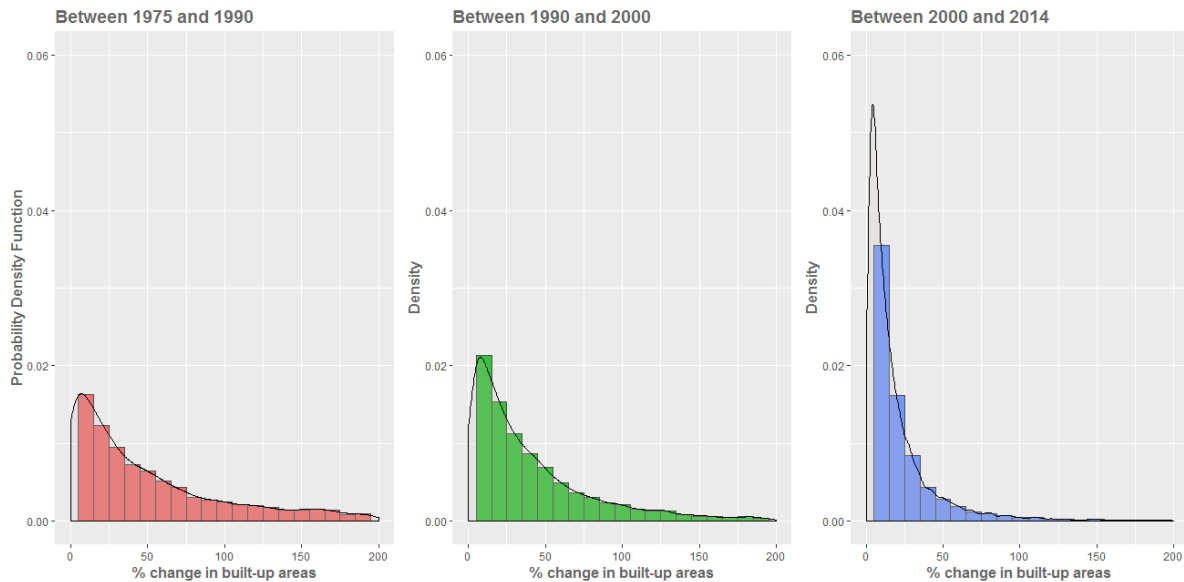 Between 1975 and 1990
Probability Density Function
0.06
0.04
0.02
0.00
0 50 100 150 200
% change in built-up areas
Between 1990 and 2000
Density
0.06
0.04
0.02
0.00
0 50 100 150 200
% change in built-up areas
Between 2000 and 2014
Density
0.06
0.04
0.02
0.00
0 50 100 150 200
% change in built-up areas